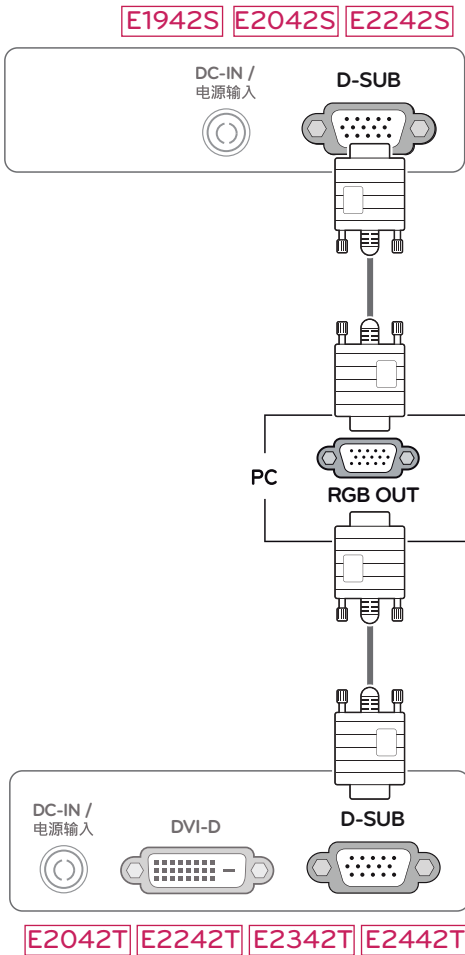 E1942S E2042S E2242S
DC-IN /
电源输入
D-SUB
PC
RGB OUT
DC-IN /
电源输入
DVI-D
D-SUB
E2042T E2242T E2342T E2442T